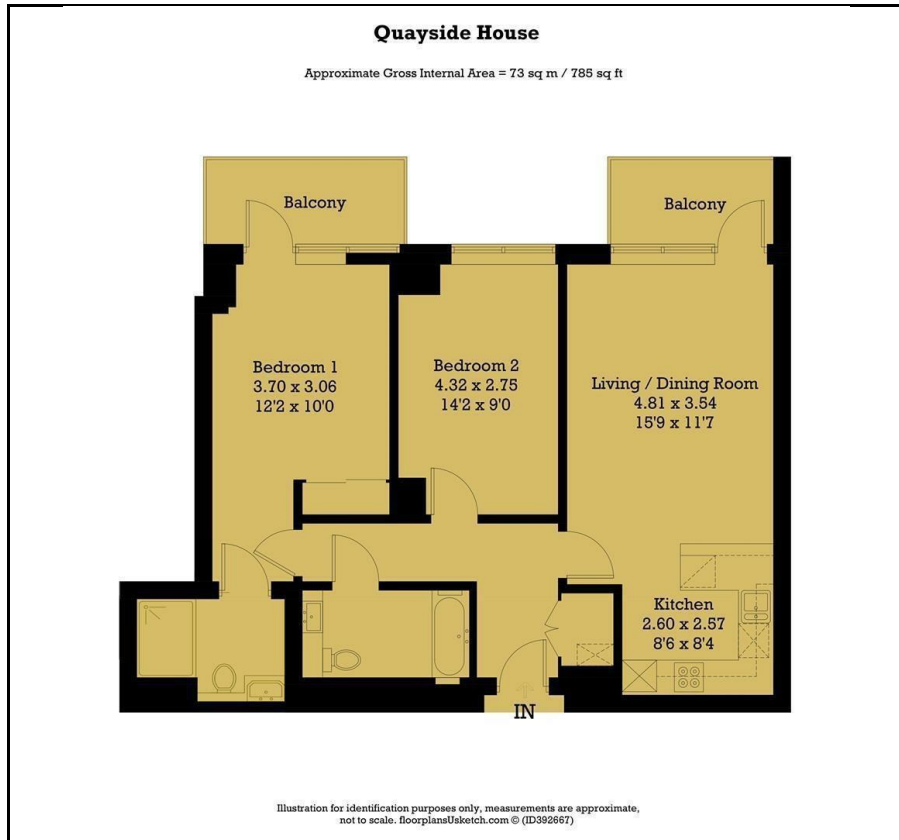 Quayside House
Approximate Gross Internal Area = 73 sq m / 785 sq ft
Balcony
Balcony
Bedroom 1
3.70 x 3.06
12'2 x 10'0
Bedroom 2
4.32 x 2.75
14'2 x 9'0
Living / Dining Room
4.81 x 3.54
15'9 x 11'7
Kitchen
2.60 x 2.57
8'6 x 8'4
IN
Illustration for identification purposes only, measurements are approximate,
not to scale. floorplansUsketch.com © (ID392667)